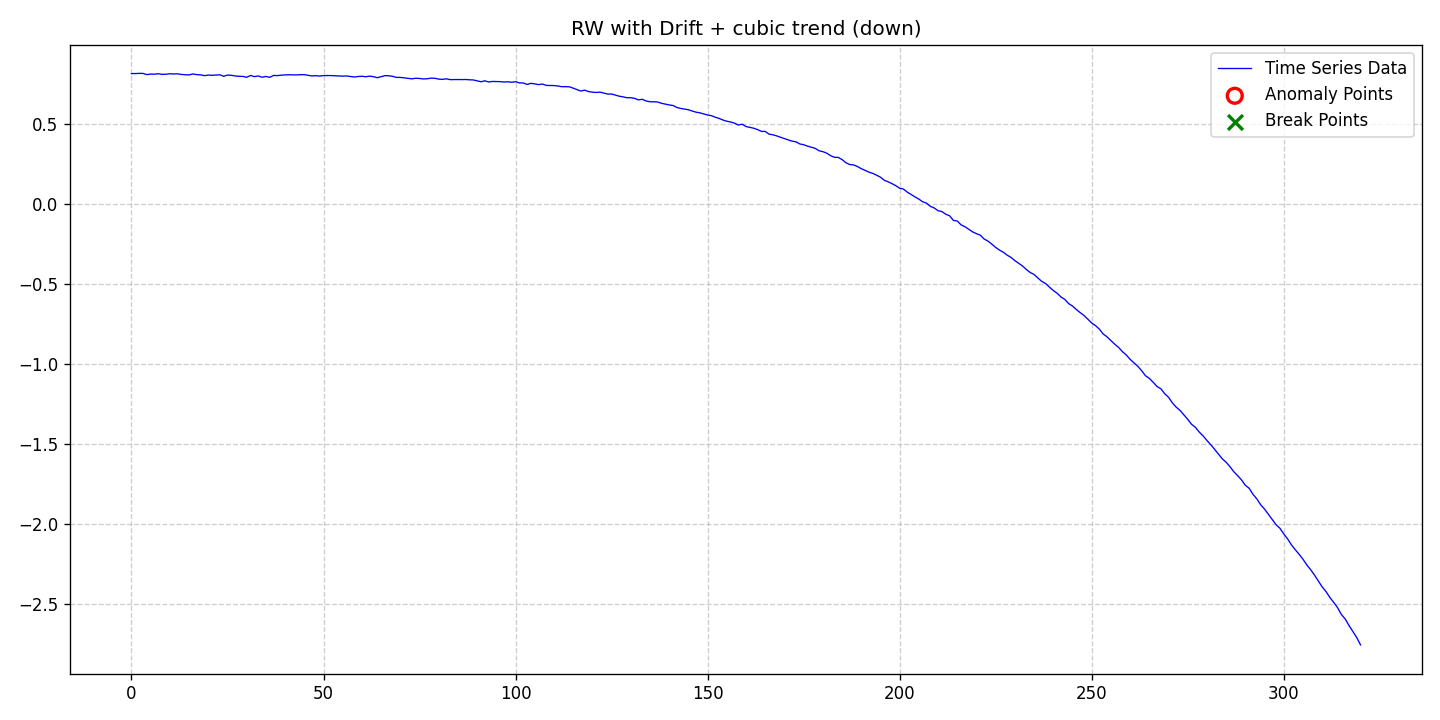 RW with Drift + cubic trend (down)
Time Series Data
Anomaly Points
Break Points
0.5
0.0
−0.5
−1.0
−1.5
−2.0
−2.5
0 50 100 150 200 250 300